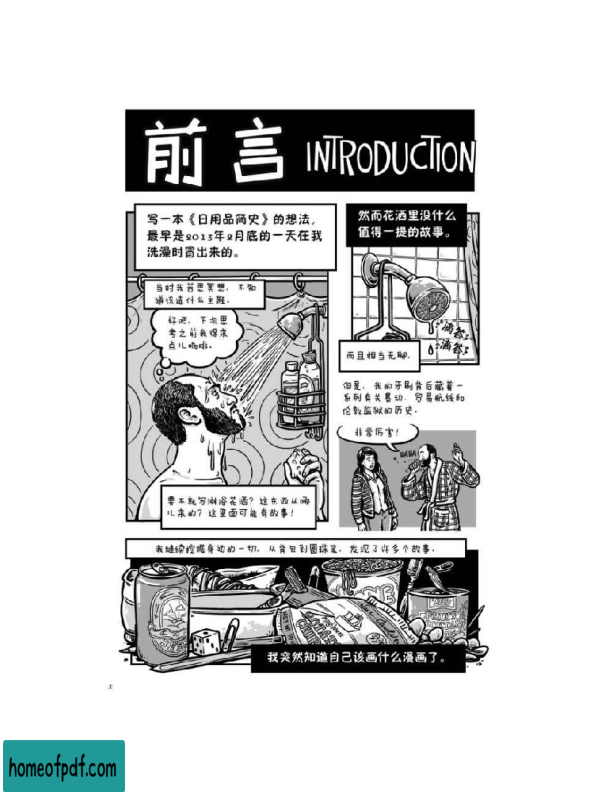 前言 INTRODUCTION
写一本《日用品简史》的想法,
最早是2013年2月底的一天在我
洗澡时冒出来的。
当时我苦思冥想,不知
道该选什么主题。
好吧,下次思
考之前我得来
点儿咖啡。
要不就写淋浴花洒?这东西从哪
儿来的?这里面可能有故事!
然而花洒里没什么
值得一提的故事。
滴答
滴答
而且相当无聊。
但是,我的牙刷背后藏着一
系列有关暴动、贸易航线和
伦敦监狱的历史。
非常厉害!
HAHA
我继续挖掘身边的一切,从骨包到圆珠笔,发现了许多个故事。
我突然知道自己该画什么漫画了。
x
homeofpdf.com